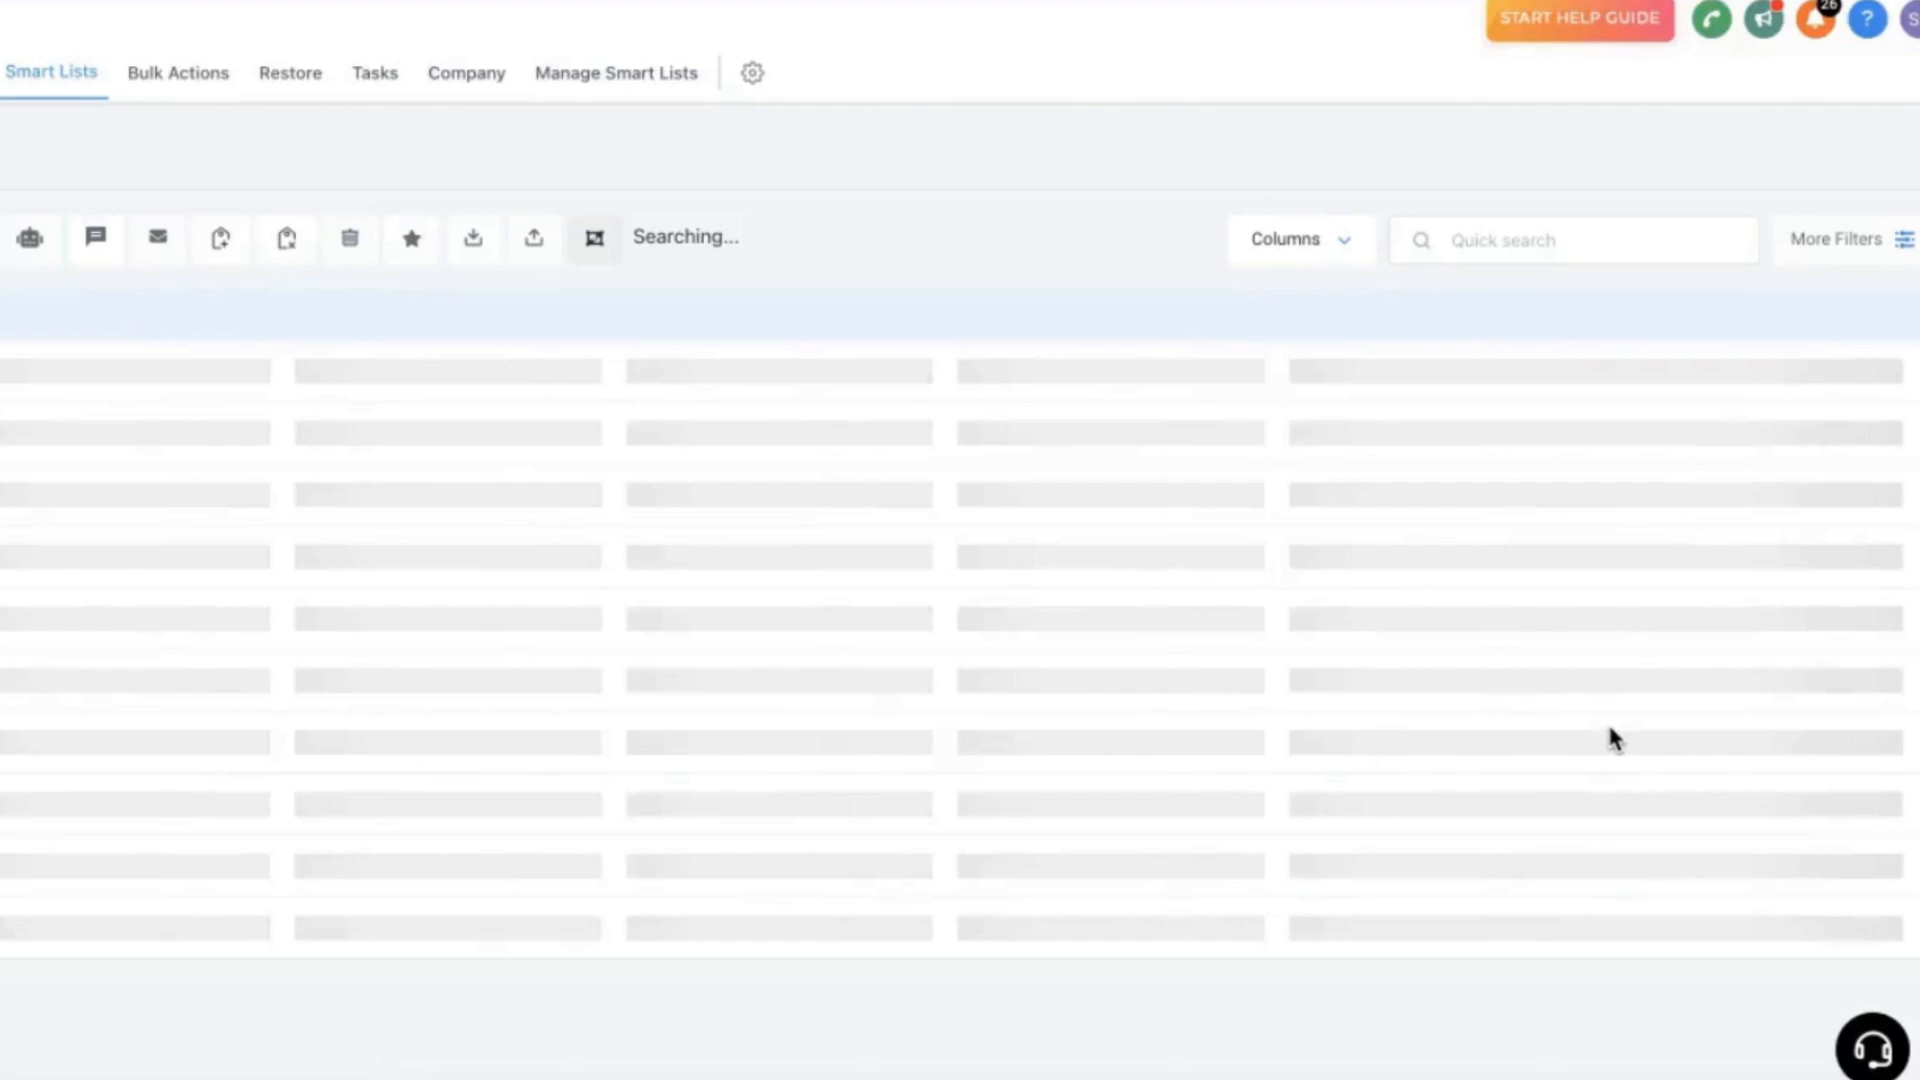 START HELP GUIDE
26
?
S
Smart Lists
Bulk Actions
Restore
Tasks
Company
Manage Smart Lists
Searching...
Columns
Quick search
More Filters